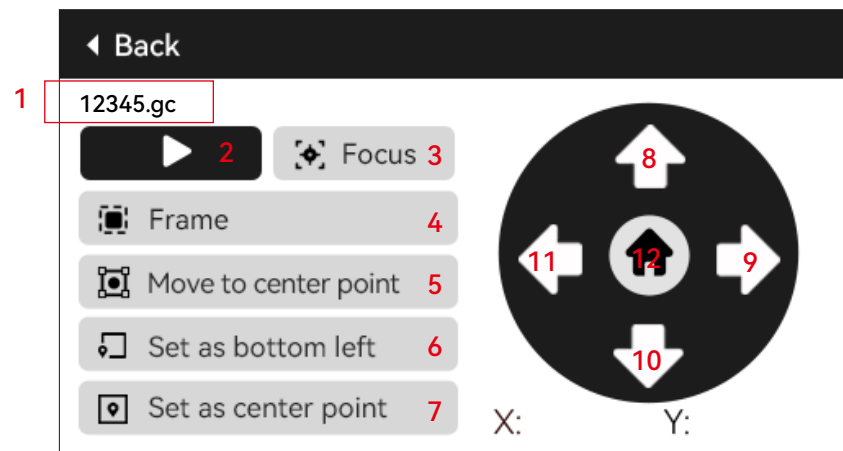 Back
1
12345.gc
2
Focus 3
Frame 4
Move to center point 5
Set as bottom left 6
Set as center point 7
8
11 12 9
10
X: Y: